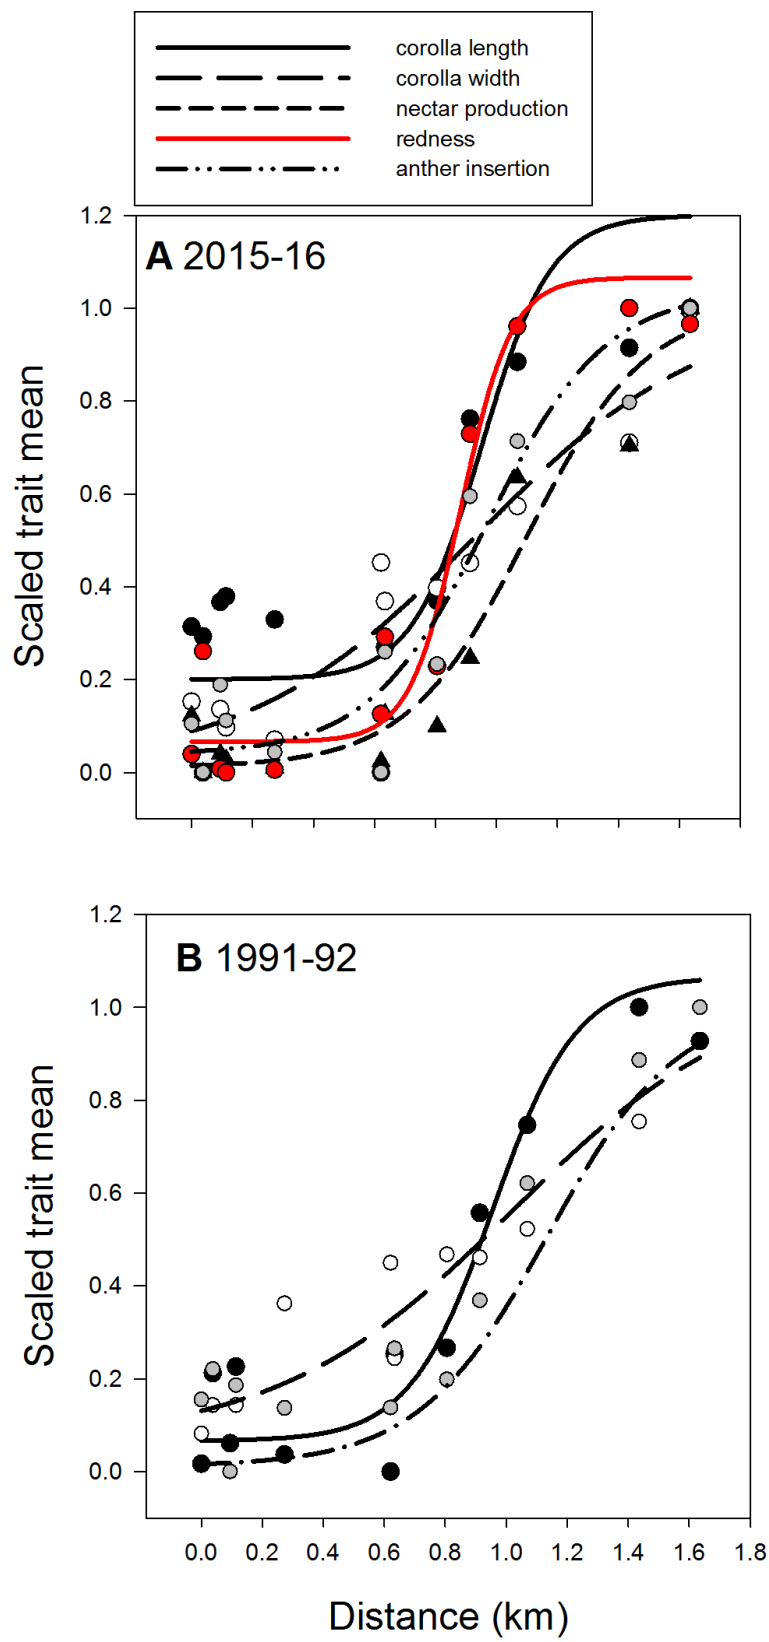 corolla length
corolla width
nectar production
redness
anther insertion
1.2
A 2015-16
1.0
0.8
0.6
0.4
0.2
0.0
Scaled trait mean
1.2
B 1991-92
1.0
0.8
0.6
0.4
0.2
0.0
Scaled trait mean
0.0 0.2 0.4 0.6 0.8 1.0 1.2 1.4 1.6 1.8
Distance (km)